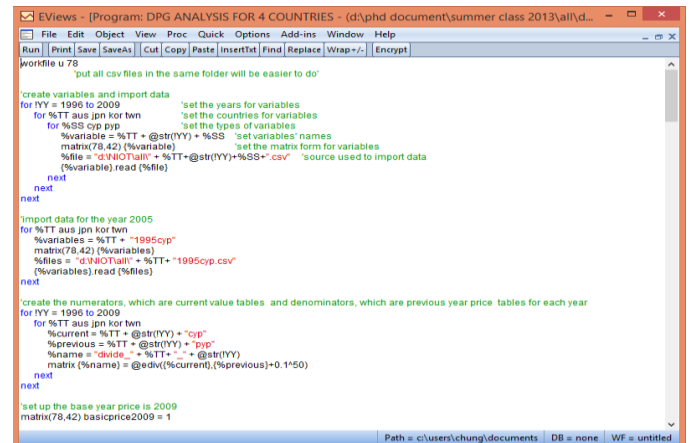 EViews - [Program: DPG ANALYSIS FOR 4 COUNTRIES - (d:\phd document\summer class 2013\all\d...
File Edit Object View Proc Quick Options Add-ins Window Help
Run Print Save SaveAs Cut Copy Paste InsertTxt Find Replace Wrap+/- Encrypt
workfile u 78
'put all csv files in the same folder will be easier to do'
'create variables and import data
for !YY = 1996 to 2009 'set the years for variables
for %TT aus jpn kor twn 'set the countries for variables
for %SS cyp pyp 'set the types of variables
%variable = %TT + @str(!YY) + %SS 'set variables' names
matrix(78,42) {%variable} 'set the matrix form for variables
%file = "d:\NIOT\all\" + %TT+@str(!YY)+%SS+".csv" 'source used to import data
{%variable}.read {%file}
next
next
next
'import data for the year 2005
for %TT aus jpn kor twn
%variables = %TT + "1995cyp"
matrix(78,42) {%variables}
%files = "d:\NIOT\all\" + %TT+ "1995cyp.csv"
{%variables}.read {%files}
next
'create the numerators, which are current value tables and denominators, which are previous year price tables for each year
for !YY = 1996 to 2009
for %TT aus jpn kor twn
%current = %TT + @str(!YY) + "cyp"
%previous = %TT + @str(!YY) + "pyp"
%name = "divide_" + %TT+ "_" + @str(!YY)
matrix {%name} = @ediv({%current},{%previous}+0.1^50)
next
next
'set up the base year price is 2009
matrix(78,42) basicprice2009 = 1
Path = c:\users\chung\documents DB = none WF = untitled